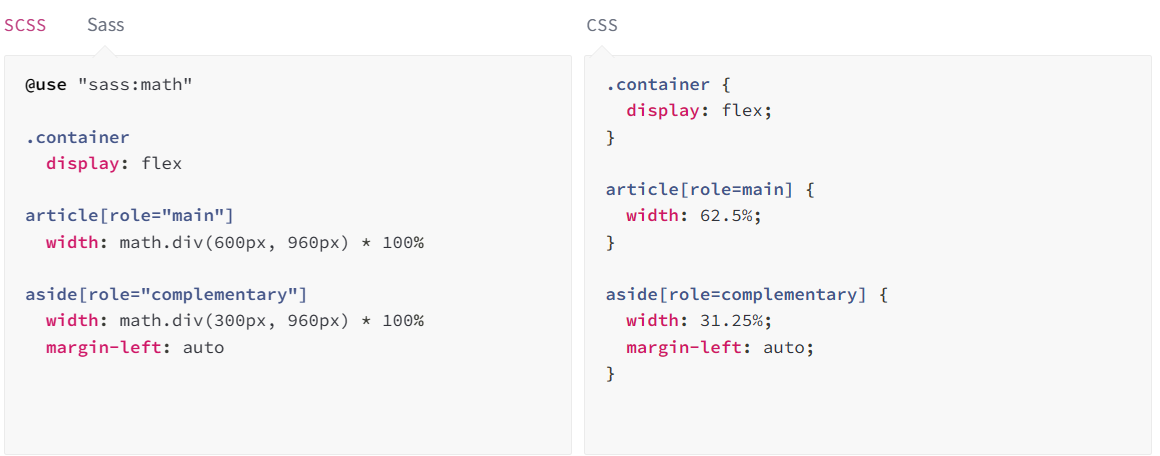 SCSS Sass
@use "sass:math"

.container
  display: flex

article[role="main"]
  width: math.div(600px, 960px) * 100%

aside[role="complementary"]
  width: math.div(300px, 960px) * 100%
  margin-left: auto

CSS
.container {
  display: flex;
}

article[role=main] {
  width: 62.5%;
}

aside[role=complementary] {
  width: 31.25%;
  margin-left: auto;
}